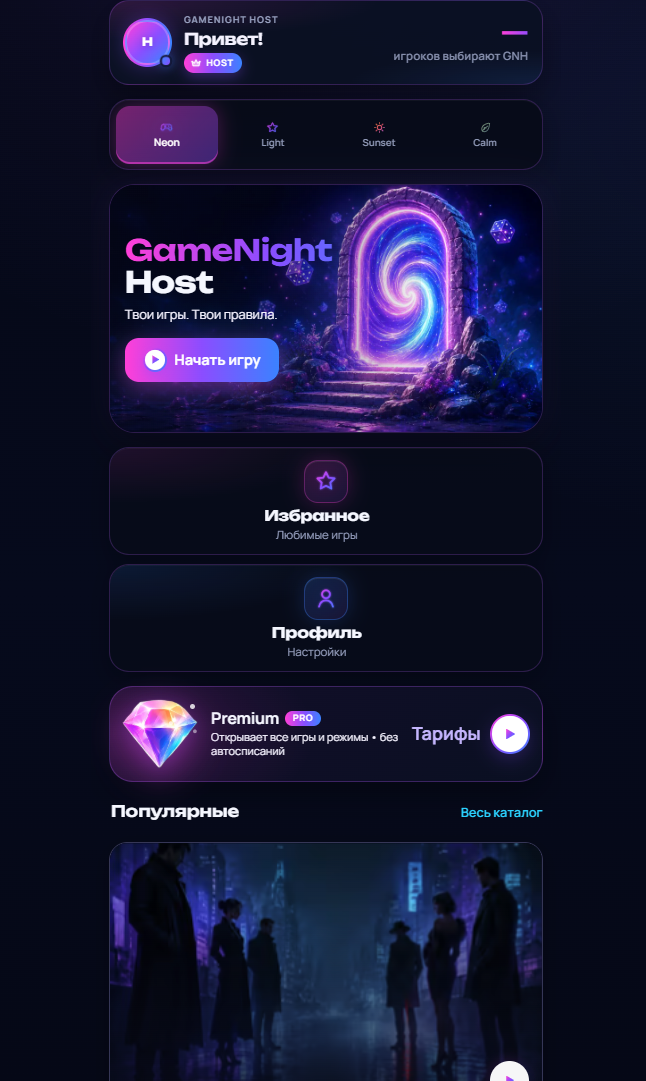 H
GAMENIGHT HOST
Привет!
HOST
—
игроков выбирают GNH
Neon
Light
Sunset
Calm
GameNight
Host
Твои игры. Твои правила.
Начать игру
Избранное
Любимые игры
Профиль
Настройки
Premium PRO
Открывает все игры и режимы • без
автосписаний
Тарифы
Популярные
Весь каталог